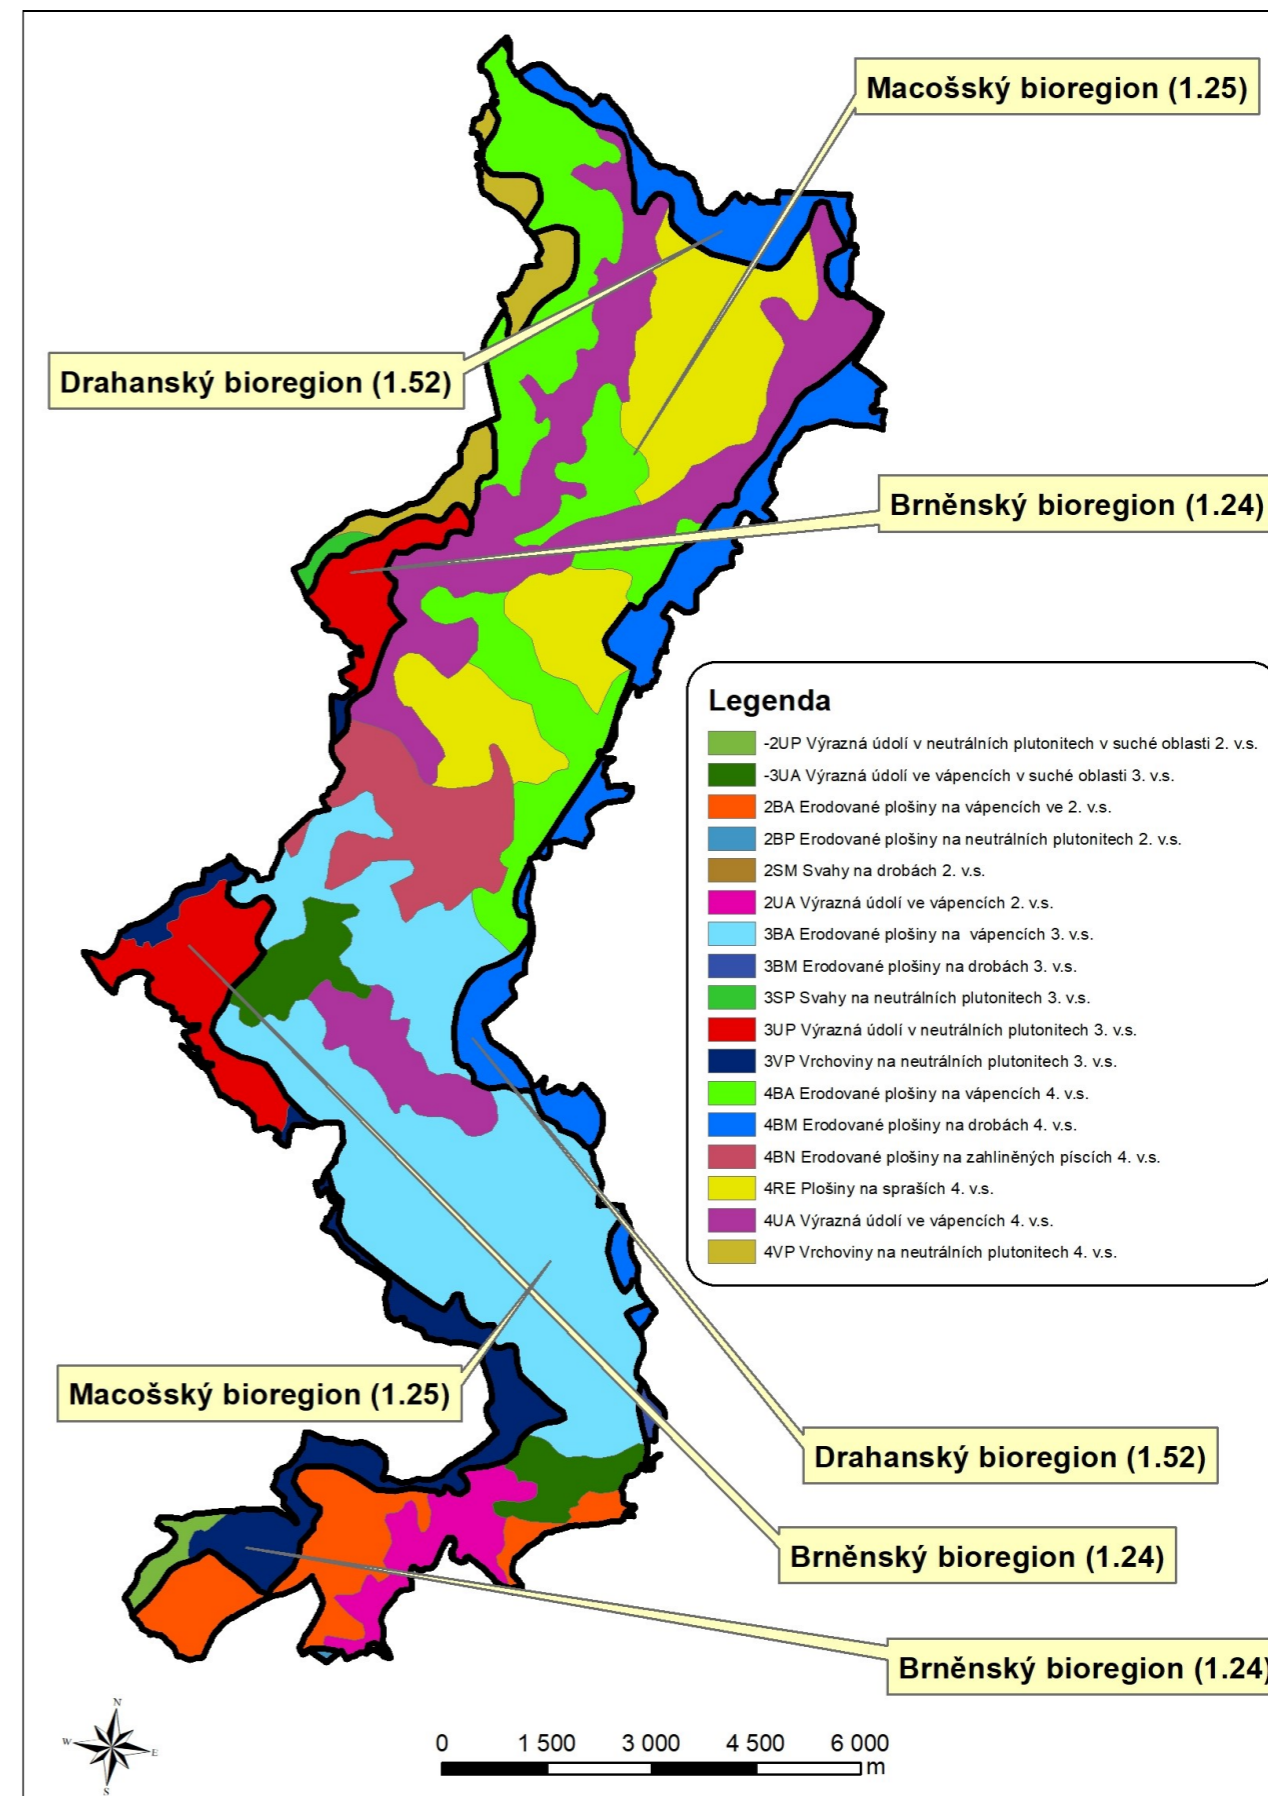 Macošský bioregion (1.25)
Drahanský bioregion (1.52)
Brněnský bioregion (1.24)
Legenda
-2UP Výrazná údolí v neutrálních plutonitech v suché oblasti 2. v.s.
-3UA Výrazná údolí ve vápencích v suché oblasti 3. v.s.
2BA Erodované plošiny na vápencích ve 2. v.s.
2BP Erodované plošiny na neutrálních plutonitech 2. v.s.
2SM Svahy na drobách 2. v.s.
2UA Výrazná údolí ve vápencích 2. v.s.
3BA Erodované plošiny na vápencích 3. v.s.
3BM Erodované plošiny na drobách 3. v.s.
3SP Svahy na neutrálních plutonitech 3. v.s.
3UP Výrazná údolí v neutrálních plutonitech 3. v.s.
3VP Vrchoviny na neutrálních plutonitech 3. v.s.
4BA Erodované plošiny na vápencích 4. v.s.
4BM Erodované plošiny na drobách 4. v.s.
4BN Erodované plošiny na zahliněných píscích 4. v.s.
4RE Plošiny na spraších 4. v.s.
4UA Výrazná údolí ve vápencích 4. v.s.
4VP Vrchoviny na neutrálních plutonitech 4. v.s.
Macošský bioregion (1.25)
Drahanský bioregion (1.52)
Brněnský bioregion (1.24)
Brněnský bioregion (1.24)
N
W E
S
0 1 500 3 000 4 500 6 000
m